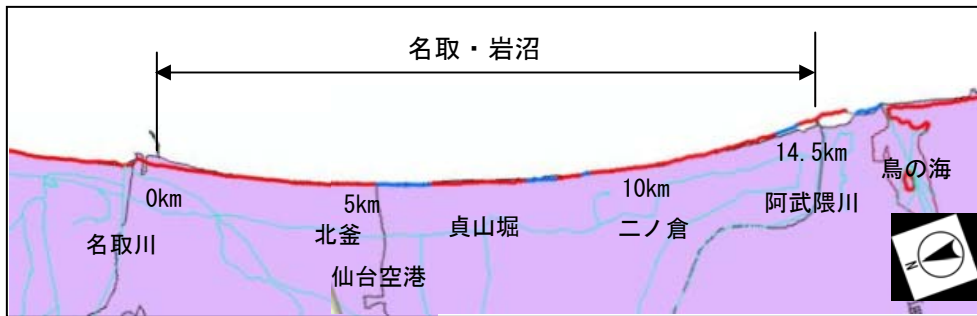 名取・岩沼
0km
5km
10km
14.5km
鳥の海
名取川
北釜
貞山堀
二ノ倉
阿武隈川
仙台空港
N